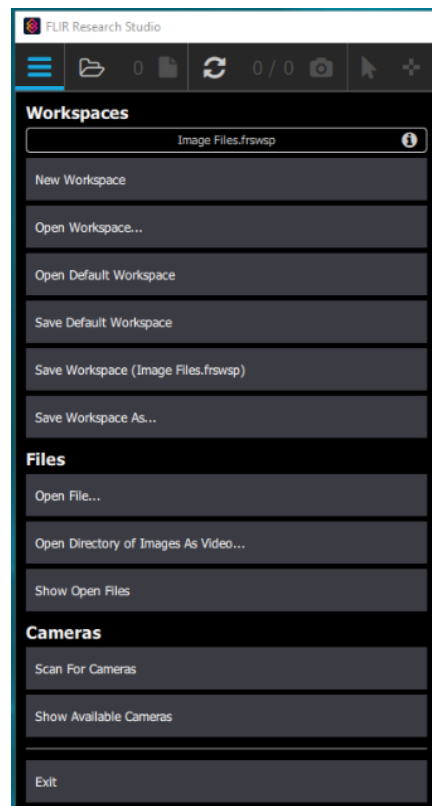 FLIR Research Studio
0 0 / 0
Workspaces
Image Files.frswsp
New Workspace
Open Workspace...
Open Default Workspace
Save Default Workspace
Save Workspace (Image Files.frswsp)
Save Workspace As...
Files
Open File...
Open Directory of Images As Video...
Show Open Files
Cameras
Scan For Cameras
Show Available Cameras
Exit